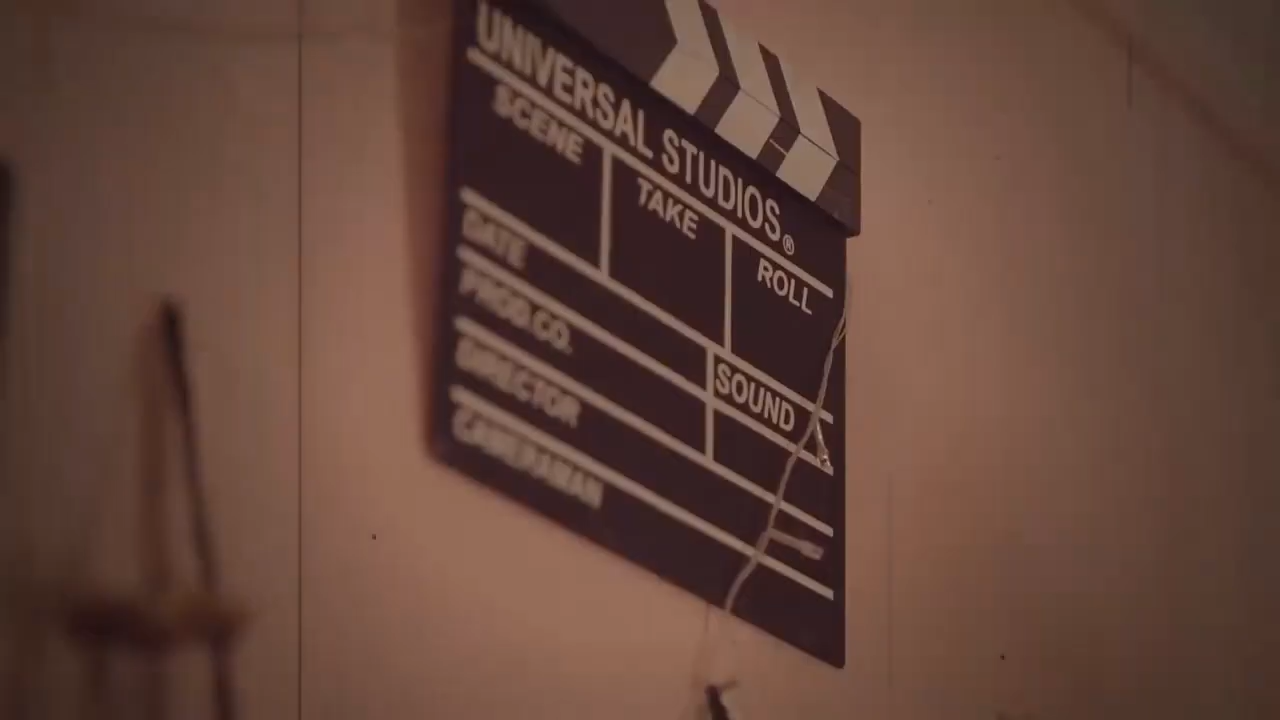 UNIVERSAL STUDIOS®
SCENE
TAKE
ROLL
DATE
SOUND
PROD.CO.
DIRECTOR
CAMERAMAN